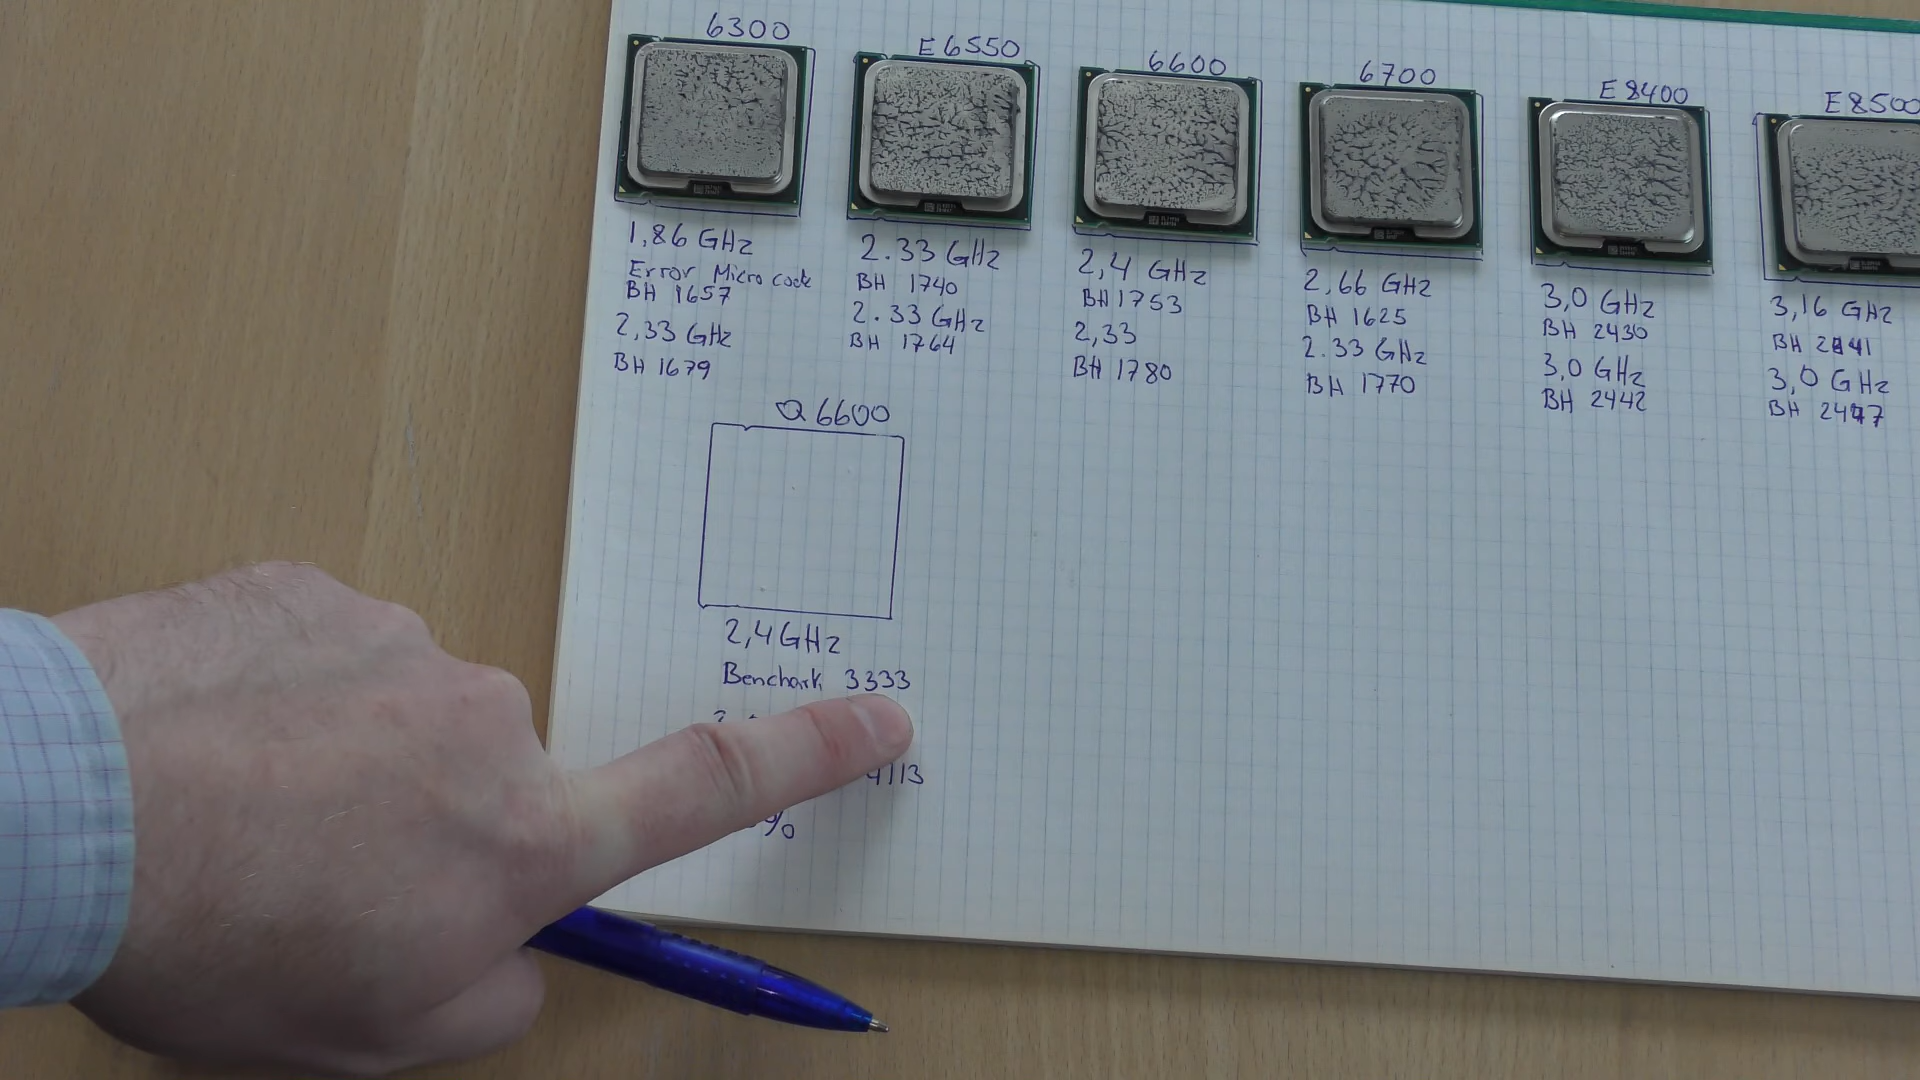 6300
1,86 GHz
Error Microcode
BH 1657
2,33 GHz
BH 1679
E6550
2.33 GHz
BH 1740
2.33 GHz
BH 1764
6600
2,4 GHz
BH 1753
2,33
BH 1780
6700
2,66 GHz
BH 1625
2.33 GHz
BH 1770
E8400
3,0 GHz
BH 2430
3,0 GHz
BH 2442
E8500
3,16 GHz
BH 2441
3,0 GHz
BH 2447
Q6600
2,4GHz
Benchark 3333
4113
%